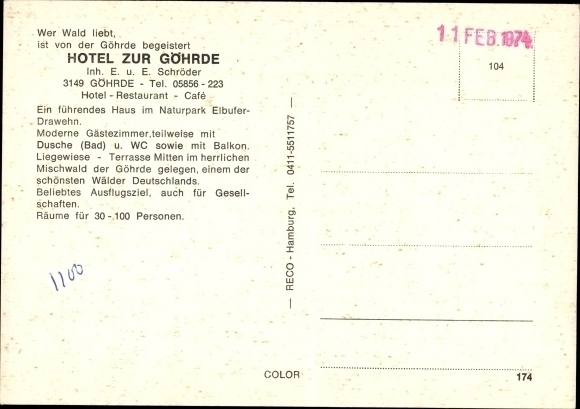 Wer Wald liebt,
ist von der Göhrde begeistert
HOTEL ZUR GÖHRDE
Inh. E. u. E. Schröder
3149 GÖHRDE - Tel. 05856 - 223
Hotel - Restaurant - Café
Ein führendes Haus im Naturpark Elbufer-
Drawehn.
Moderne Gästezimmer,teilweise mit
Dusche (Bad) u. WC sowie mit Balkon.
Liegewiese - Terrasse Mitten im herrlichen
Mischwald der Göhrde gelegen, einem der
schönsten Wälder Deutschlands.
Beliebtes Ausflugsziel, auch für Gesell-
schaften.
Räume für 30 - 100 Personen.
1100
— RECO - Hamburg, Tel. 0411-5511757 —
11 FEB. 1974
104
COLOR
174